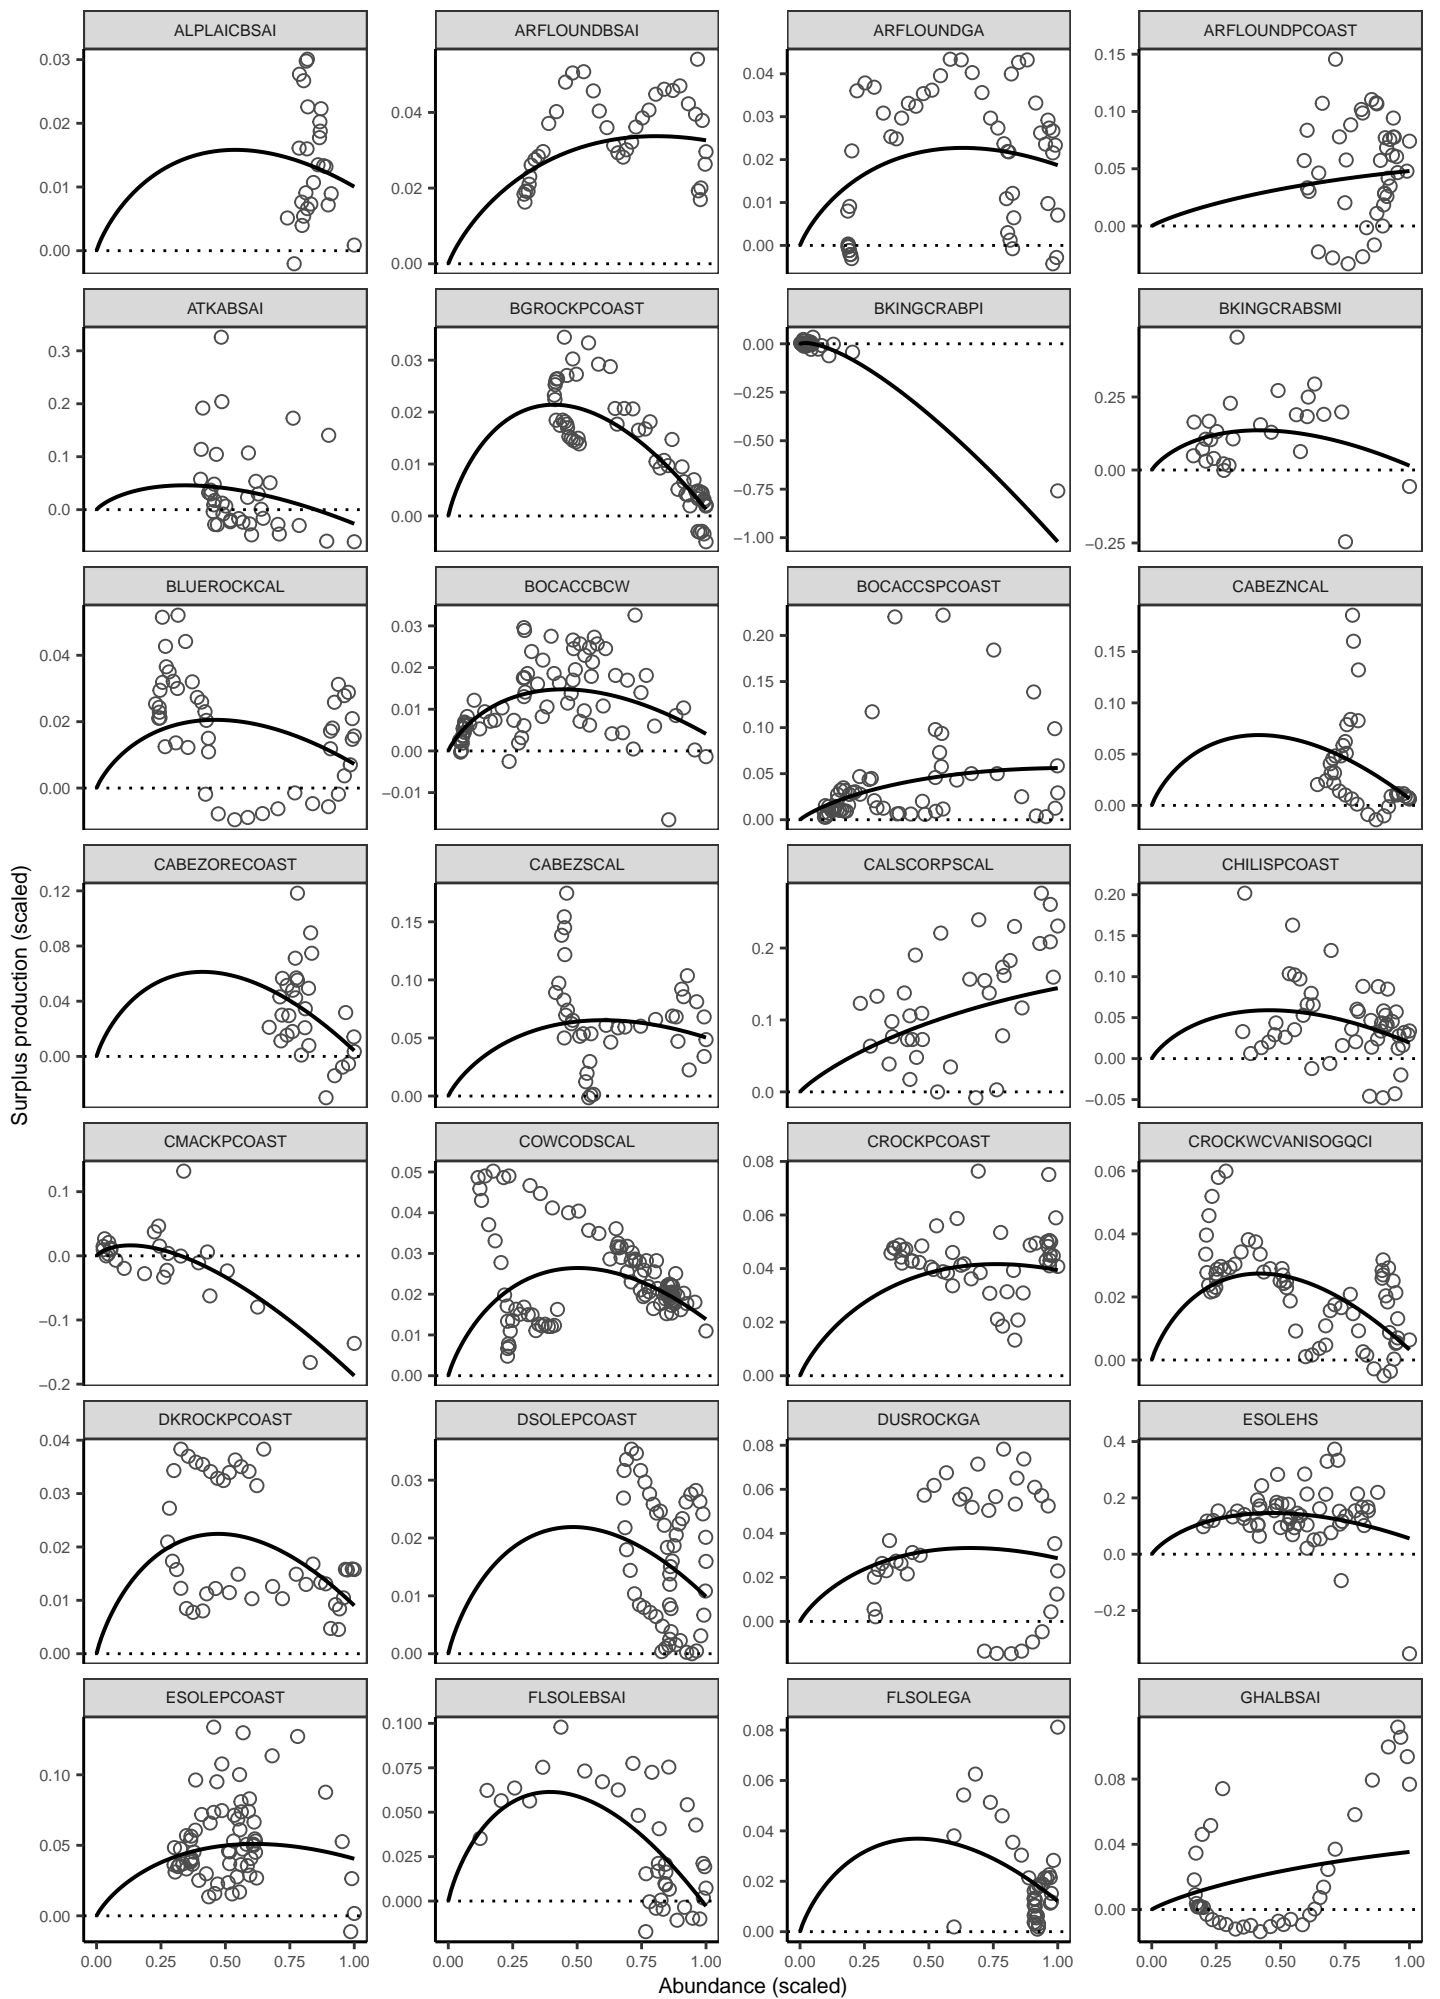 ALPLAICBSAI ARFLOUNDBSAI ARFLOUNDGA ARFLOUNDPCOAST
0.03 0.02 0.01 0.00
0.04 0.02 0.00
0.04 0.03 0.02 0.01 0.00
0.15 0.10 0.05 0.00
ATKABSAI BGROCKPCOAST BKINGCRABPI BKINGCRABSMI
0.3 0.2 0.1 0.0
0.03 0.02 0.01 0.00
0.00 −0.25 −0.50 −0.75 −1.00
0.25 0.00 −0.25
BLUEROCKCAL BOCACCBCW BOCACCSPCOAST CABEZNCAL
0.04 0.02 0.00
0.03 0.02 0.01 0.00 −0.01
0.20 0.15 0.10 0.05 0.00
0.15 0.10 0.05 0.00
CABEZORECOAST CABEZSCAL CALSCORPSCAL CHILISPCOAST
0.12 0.08 0.04 0.00
0.15 0.10 0.05 0.00
0.2 0.1 0.0
0.20 0.15 0.10 0.05 0.00 −0.05
Surplus production (scaled)
CMACKPCOAST COWCODSCAL CROCKPCOAST CROCKWCVANISOGQCI
0.1 0.0 −0.1 −0.2
0.05 0.04 0.03 0.02 0.01 0.00
0.08 0.06 0.04 0.02 0.00
0.06 0.04 0.02 0.00
DKROCKPCOAST DSOLEPCOAST DUSROCKGA ESOLEHS
0.04 0.03 0.02 0.01 0.00
0.03 0.02 0.01 0.00
0.08 0.06 0.04 0.02 0.00
0.4 0.2 0.0 −0.2
ESOLEPCOAST FLSOLEBSAI FLSOLEGA GHALBSAI
0.10 0.05 0.00
0.100 0.075 0.050 0.025 0.000
0.08 0.06 0.04 0.02 0.00
0.08 0.04 0.00
0.00 0.25 0.50 0.75 1.00 0.00 0.25 0.50 0.75 1.00 0.00 0.25 0.50 0.75 1.00 0.00 0.25 0.50 0.75 1.00
Abundance (scaled)